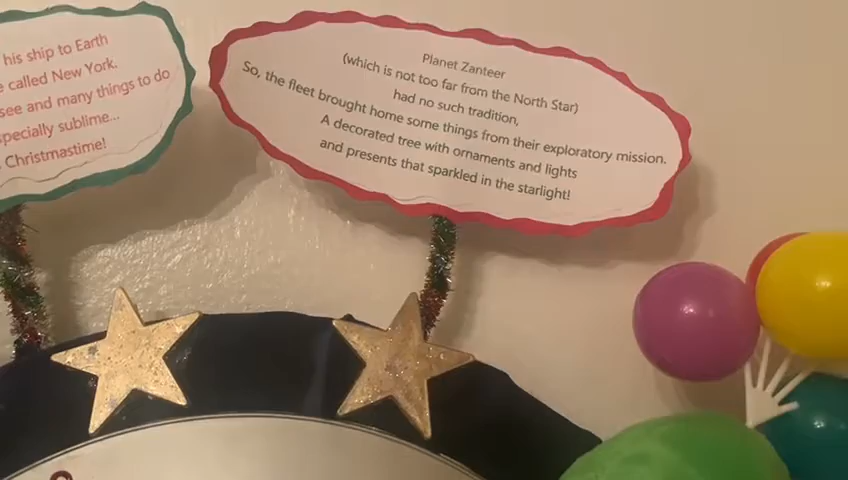 his ship to Earth
called New York.
see and many things to do
especially sublime...
Christmastime!
Planet Zanteer
(which is not too far from the North Star)
had no such tradition,
So, the fleet brought home some things from their exploratory mission.
A decorated tree with ornaments and lights
and presents that sparkled in the starlight!